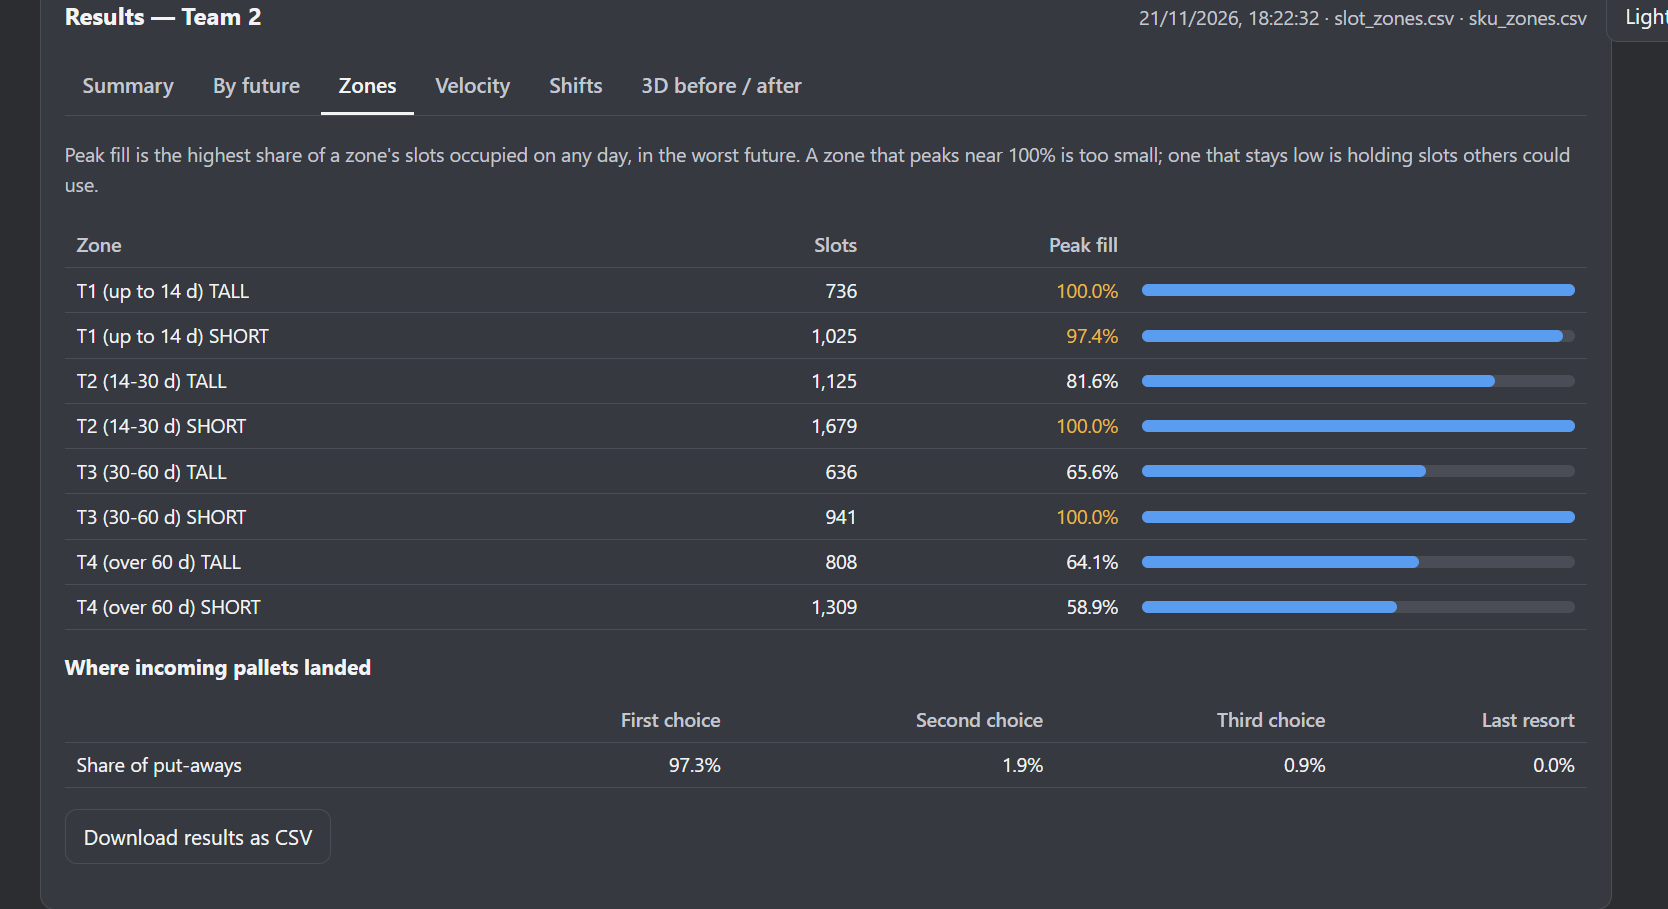 Results — Team 2
21/11/2026, 18:22:32 · slot_zones.csv · sku_zones.csv
Light
Summary By future Zones Velocity Shifts 3D before / after
Peak fill is the highest share of a zone's slots occupied on any day, in the worst future. A zone that peaks near 100% is too small; one that stays low is holding slots others could
use.
Zone Slots Peak fill
T1 (up to 14 d) TALL 736 100.0%
T1 (up to 14 d) SHORT 1,025 97.4%
T2 (14-30 d) TALL 1,125 81.6%
T2 (14-30 d) SHORT 1,679 100.0%
T3 (30-60 d) TALL 636 65.6%
T3 (30-60 d) SHORT 941 100.0%
T4 (over 60 d) TALL 808 64.1%
T4 (over 60 d) SHORT 1,309 58.9%
Where incoming pallets landed
First choice Second choice Third choice Last resort
Share of put-aways 97.3% 1.9% 0.9% 0.0%
Download results as CSV